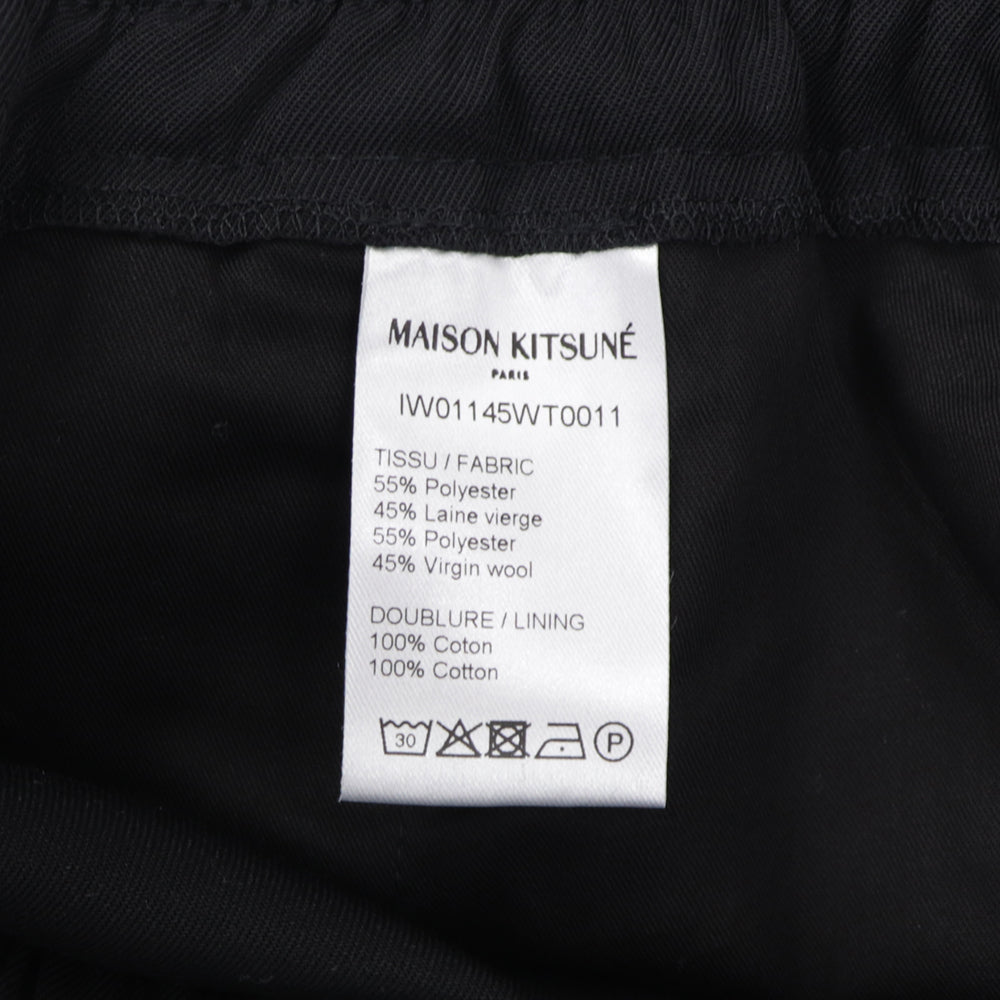 MAISON KITSUNÉ
PARIS
IW01145WT0011
TISSU / FABRIC
55% Polyester
45% Laine vierge
55% Polyester
45% Virgin wool
DOUBLURE / LINING
100% Coton
100% Cotton
30 P